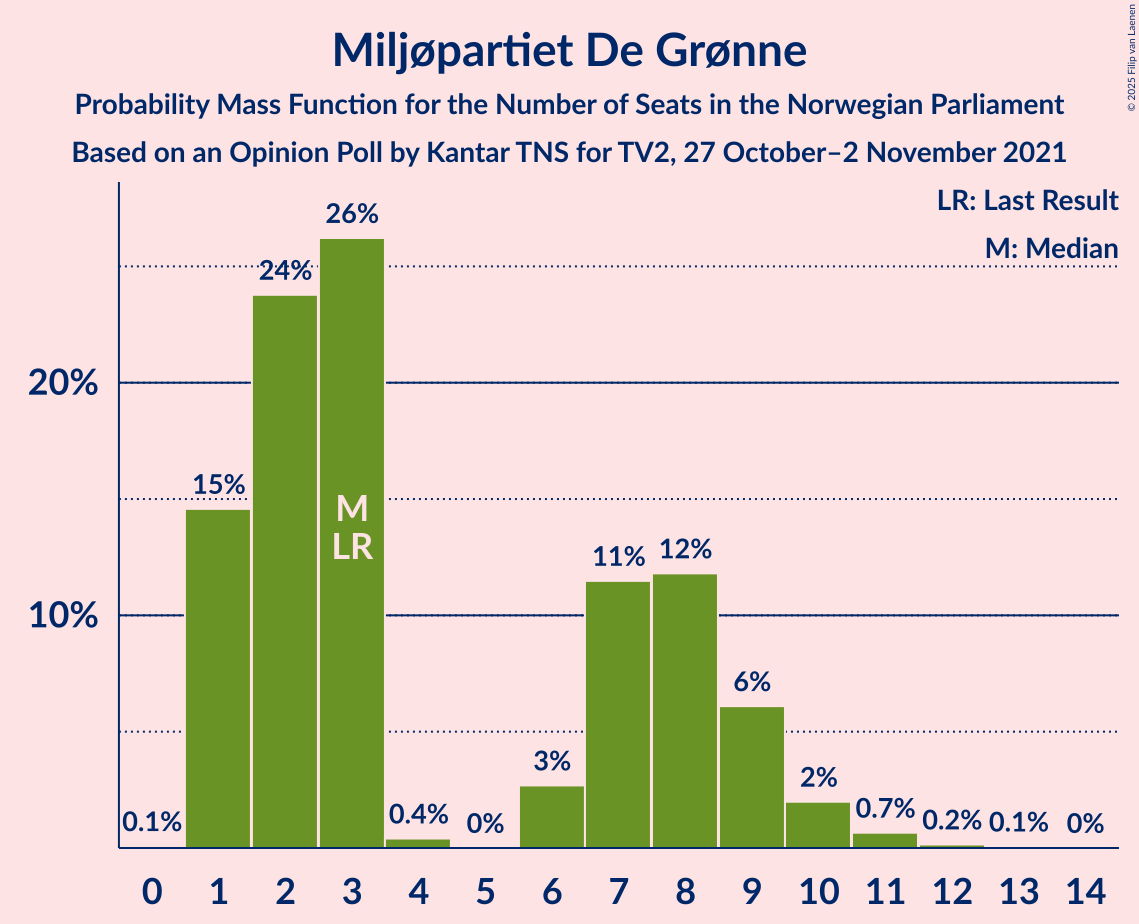 Miljøpartiet De Grønne
Probability Mass Function for the Number of Seats in the Norwegian Parliament
Based on an Opinion Poll by Kantar TNS for TV2, 27 October–2 November 2021
© 2025 Filip van Laenen
LR: Last Result
M: Median
20%
10%
0.1%
15%
24%
26%
0.4%
0%
3%
11%
12%
6%
2%
0.7%
0.2%
0.1%
0%
M
LR
0 1 2 3 4 5 6 7 8 9 10 11 12 13 14